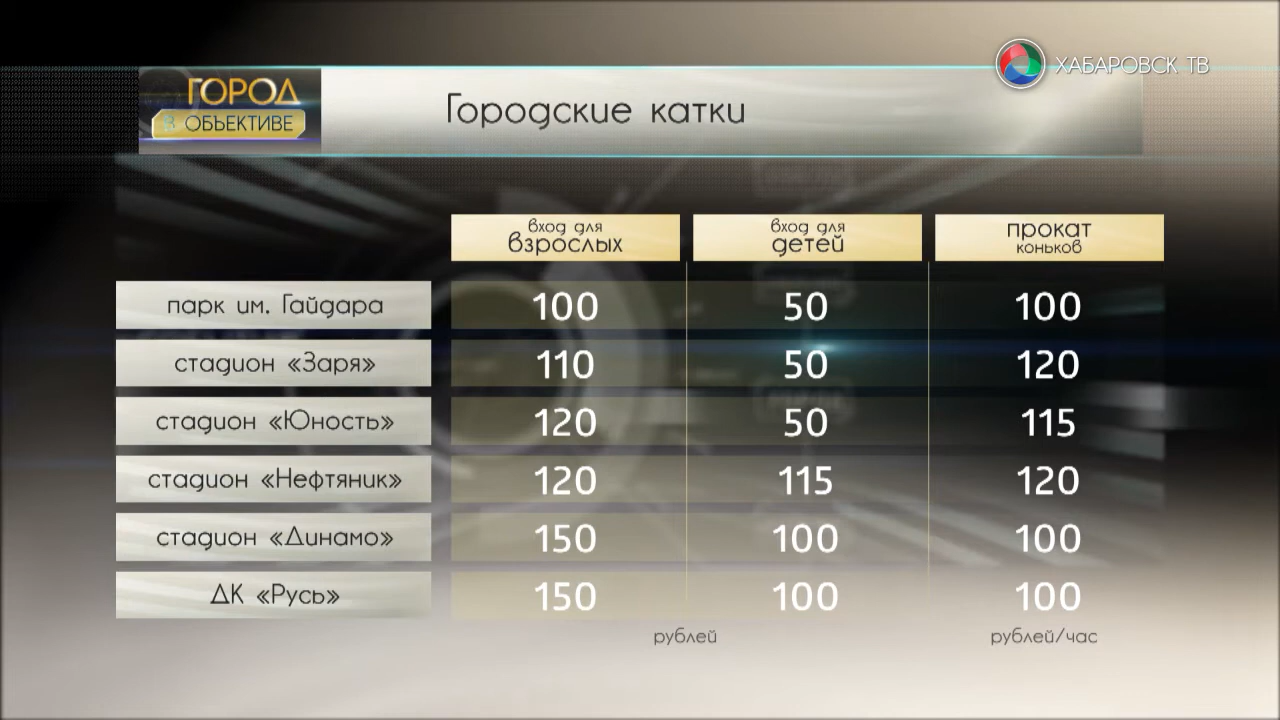 ХАБАРОВСК ТВ
ГОРОД
В ОБЪЕКТИВЕ
Городские катки
вход для взрослых
вход для детей
прокат коньков
парк им. Гайдара 100 50 100
стадион «Заря» 110 50 120
стадион «Юность» 120 50 115
стадион «Нефтяник» 120 115 120
стадион «Динамо» 150 100 100
ДК «Русь» 150 100 100
рублей рублей/час